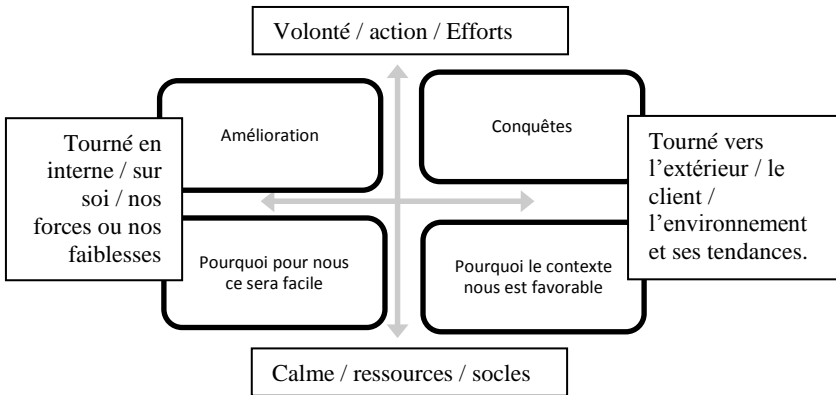 Volonté / action / Efforts
Amélioration
Conquêtes
Tourné en
interne / sur
soi / nos
forces ou nos
faiblesses
Tourné vers
l’extérieur / le
client /
l’environnement
et ses tendances.
Pourquoi pour nous
ce sera facile
Pourquoi le contexte
nous est favorable
Calme / ressources / socles